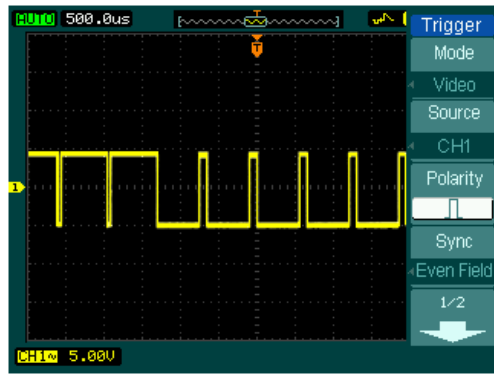 AUTO 500.0us
T
T
1
CH1~ 5.00V
Trigger
Mode
Video
Source
CH1
Polarity
Sync
Even Field
1/2